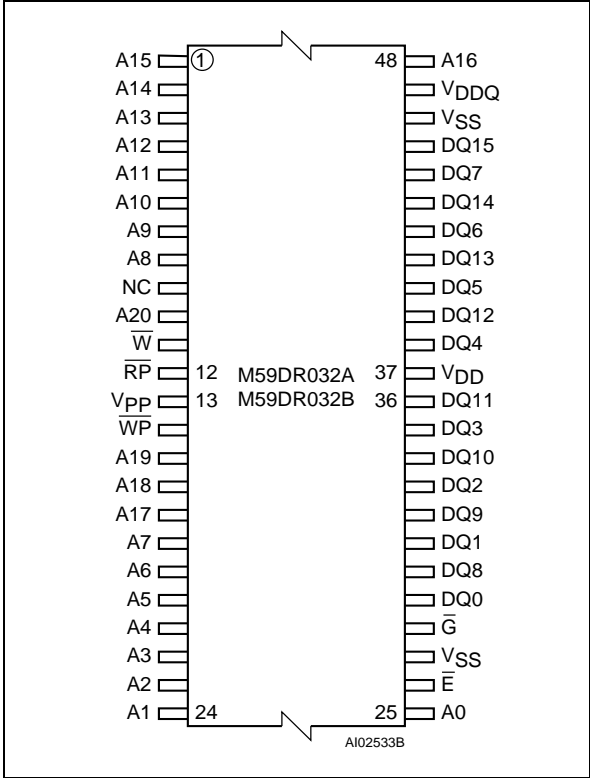 A15 1 48 A16
A14 VDDQ
A13 VSS
A12 DQ15
A11 DQ7
A10 DQ14
A9 DQ6
A8 DQ13
NC DQ5
A20 DQ12
W̅ DQ4
R̅P̅ 12 M59DR032A 37 VDD
VPP 13 M59DR032B 36 DQ11
W̅P̅ DQ3
A19 DQ10
A18 DQ2
A17 DQ9
A7 DQ1
A6 DQ8
A5 DQ0
A4 G̅
A3 VSS
A2 E̅
A1 24 25 A0
AI02533B